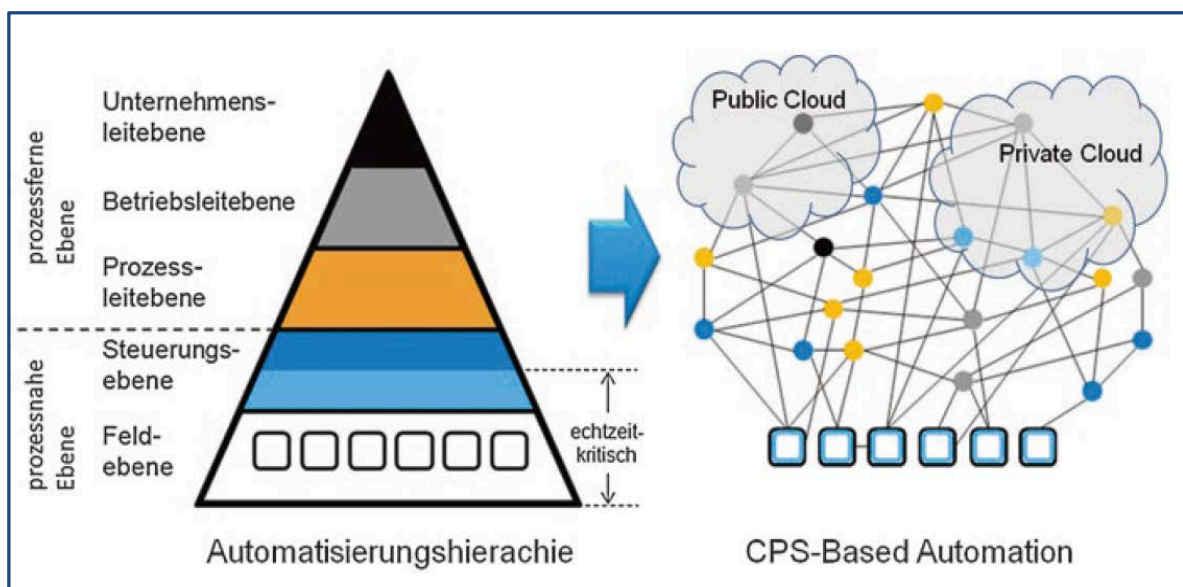 prozessferne
Ebene
Unternehmens-
leitebene
Betriebsleitebene
Prozess-
leitebene
prozessnahe
Ebene
Steuerungs-
ebene
Feld-
ebene
echtzeit-
kritisch
Automatisierungshierachie
Public Cloud
Private Cloud
CPS-Based Automation